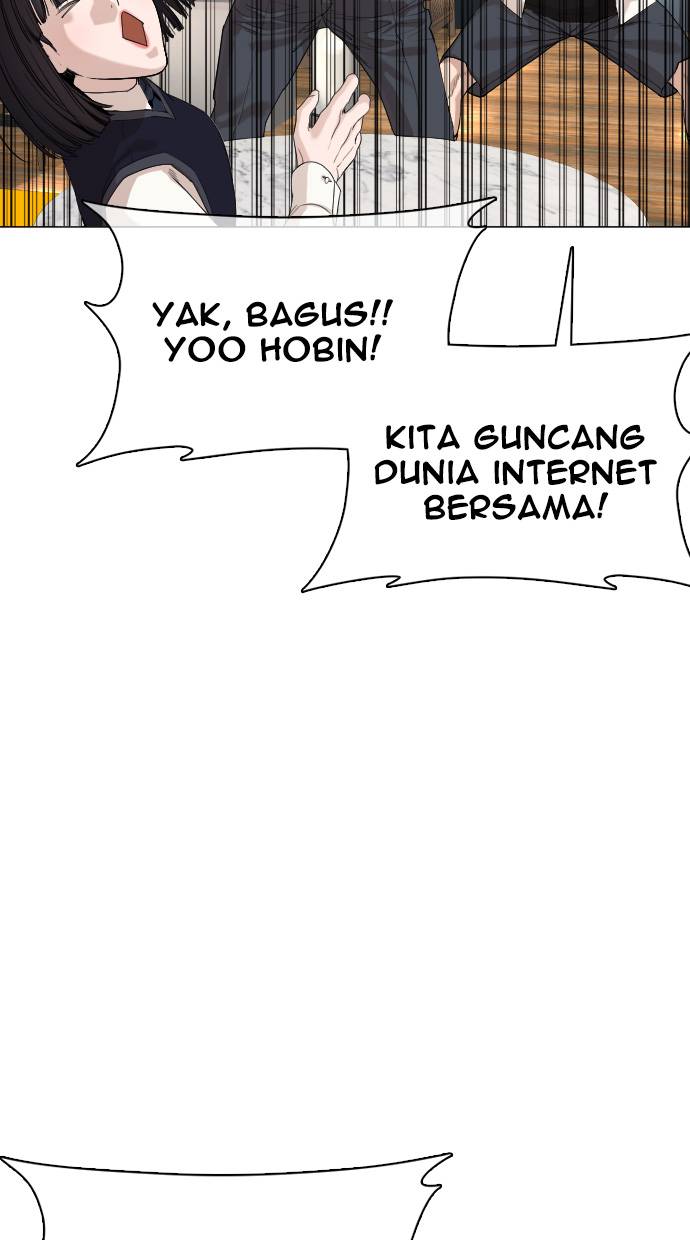 YAK, BAGUS!!
YOO HOBIN!
KITA GUNCANG
DUNIA INTERNET
BERSAMA!